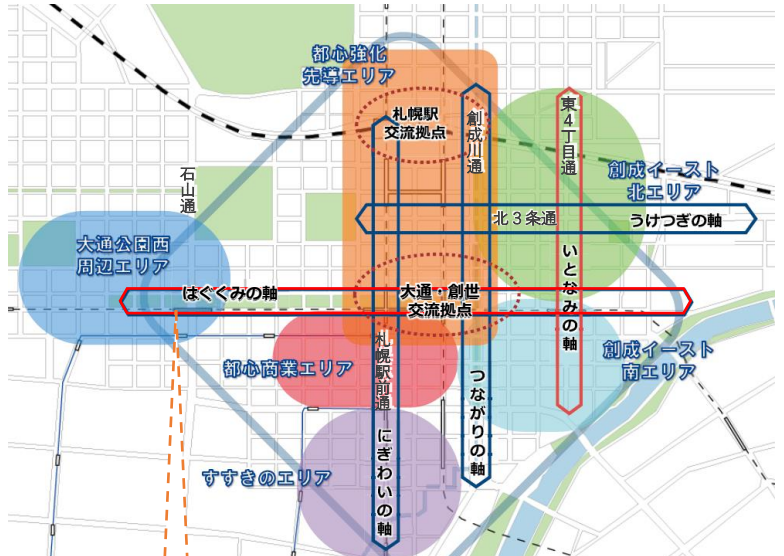 都心強化
先導エリア
札幌駅
交流拠点
創成川通
東4丁目通
石山通
創成イースト
北エリア
北3条通
うけつぎの軸
大通公園西
周辺エリア
はぐくみの軸
大通・創世
交流拠点
いとなみの軸
都心商業エリア
札幌駅前通
つながりの軸
創成イースト
南エリア
にぎわいの軸
すすきのエリア